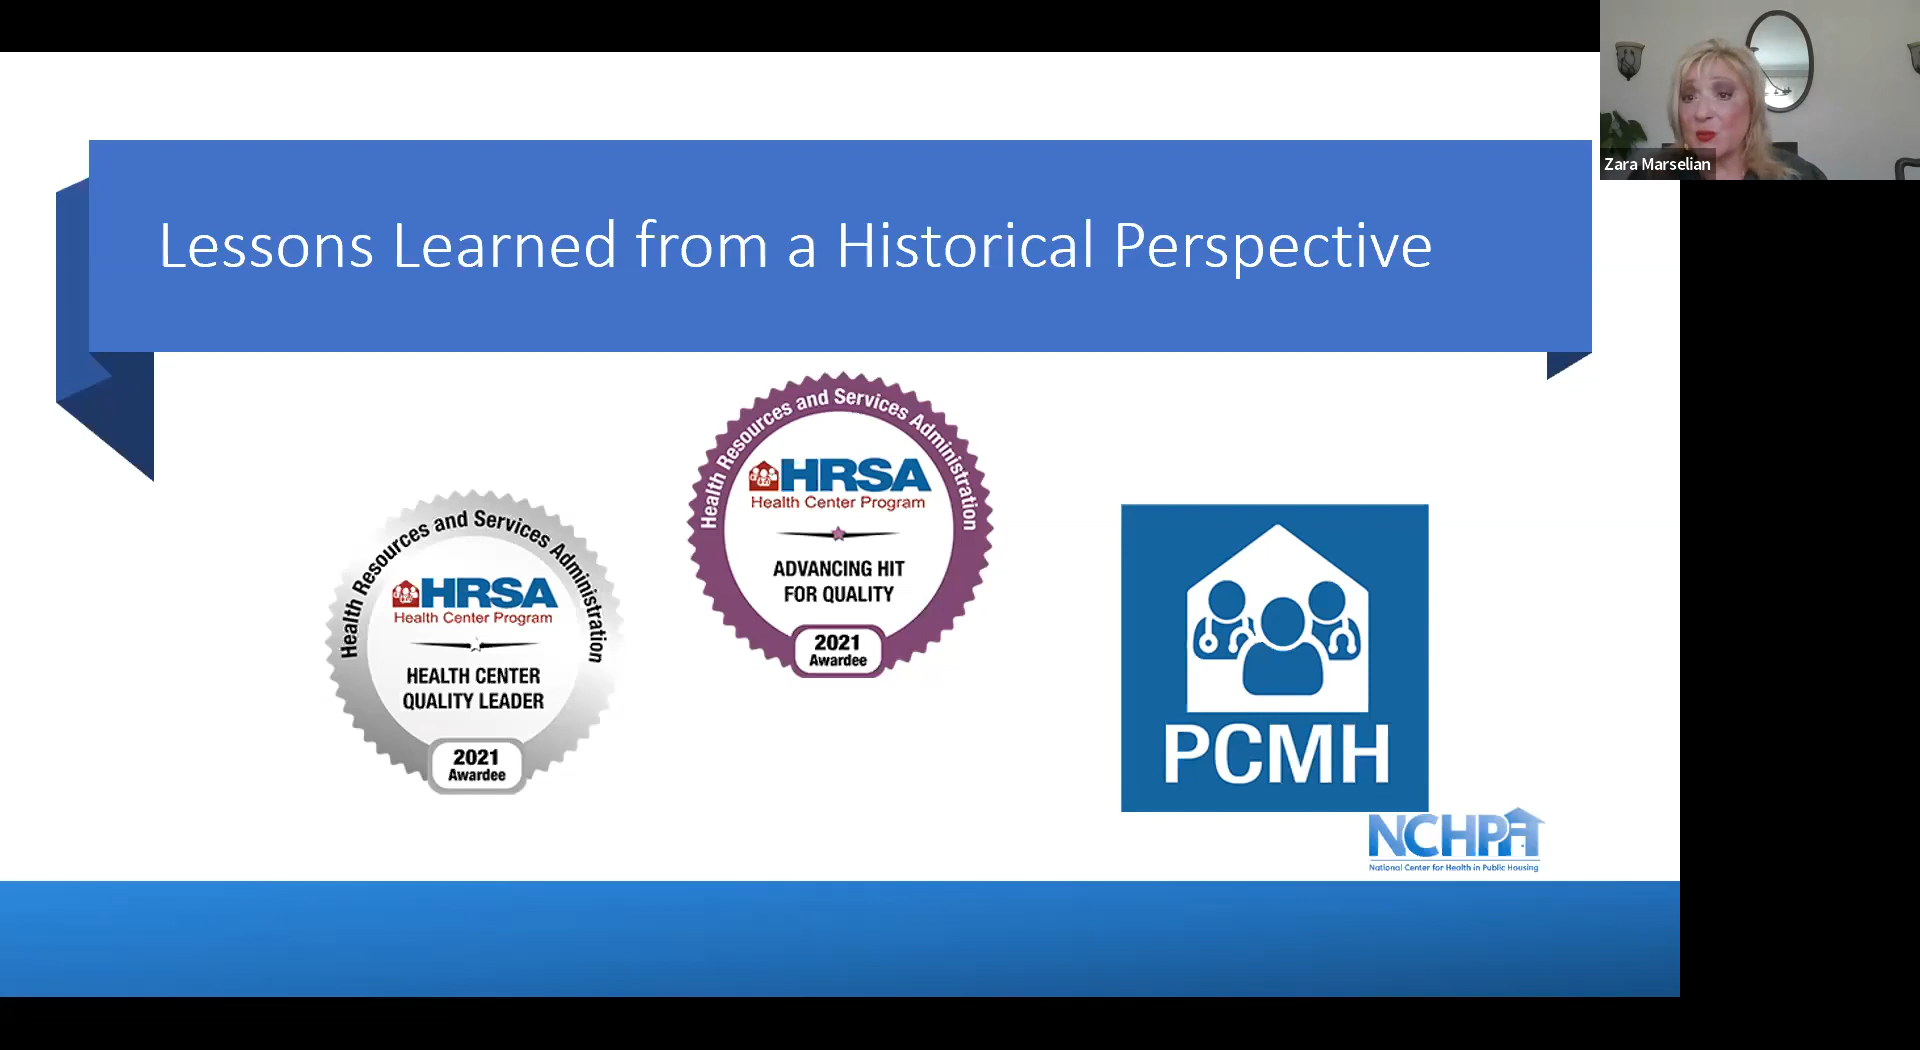 Zara Marselian
Lessons Learned from a Historical Perspective
Health Resources and Services Administration
HRSA
Health Center Program
ADVANCING HIT
FOR QUALITY
2021
Awardee
Health Resources and Services Administration
HRSA
Health Center Program
HEALTH CENTER
QUALITY LEADER
2021
Awardee
PCMH
NCHPH
National Center for Health in Public Housing